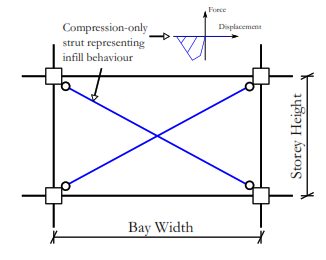 Force
Displacement
Compression-only
strut representing
infill behaviour
Storey Height
Bay Width